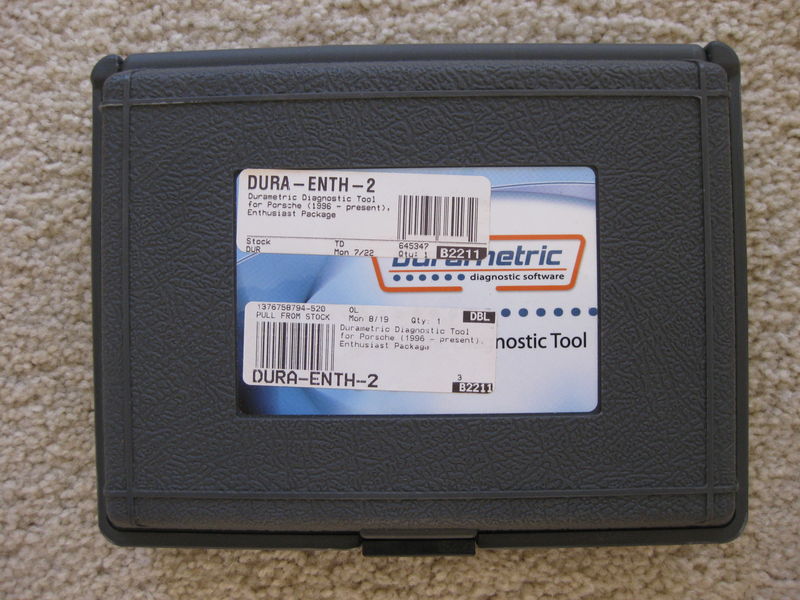 DURA-ENTH-2
Durametric Diagnostic Tool
for Porsche (1996 - present),
Enthusiast Package
Stock TD 645347
DUR Mon 7/22 Qty: 1 B2211
Durametric
diagnostic software
nostic Tool
1376758794-520 OL
PULL FROM STOCK Mon 8/19 Qty: 1 DBL
Durametric Diagnostic Tool
for Porsche (1996 - present),
Enthusiast Package
DURA-ENTH-2
3
B2211